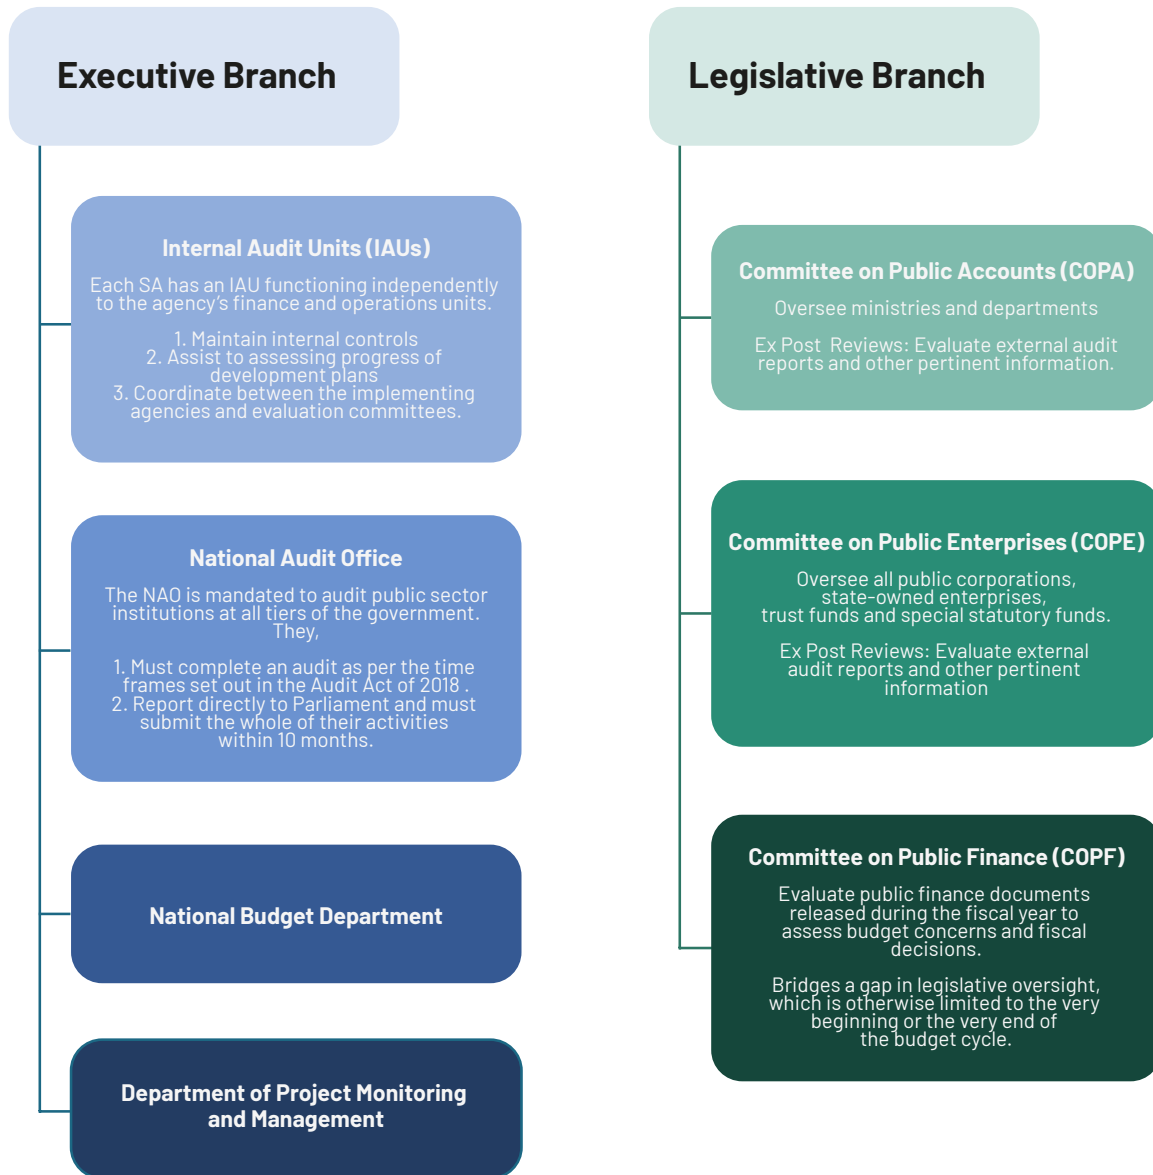 Executive Branch
Internal Audit Units (IAUs)
Each SA has an IAU functioning independently
to the agency's finance and operations units.
1. Maintain internal controls
2. Assist to assessing progress of
development plans
3. Coordinate between the implementing
agencies and evaluation committees.
National Audit Office
The NAO is mandated to audit public sector
institutions at all tiers of the government.
They,
1. Must complete an audit as per the time
frames set out in the Audit Act of 2018 .
2. Report directly to Parliament and must
submit the whole of their activities
within 10 months.
National Budget Department
Department of Project Monitoring
and Management
Legislative Branch
Committee on Public Accounts (COPA)
Oversee ministries and departments
Ex Post  Reviews: Evaluate external audit
reports and other pertinent information.
Committee on Public Enterprises (COPE)
Oversee all public corporations,
state-owned enterprises,
trust funds and special statutory funds.
Ex Post Reviews: Evaluate external
audit reports and other pertinent
information
Committee on Public Finance (COPF)
Evaluate public finance documents
released during the fiscal year to
assess budget concerns and fiscal
decisions.
Bridges a gap in legislative oversight,
which is otherwise limited to the very
beginning or the very end of
the budget cycle.